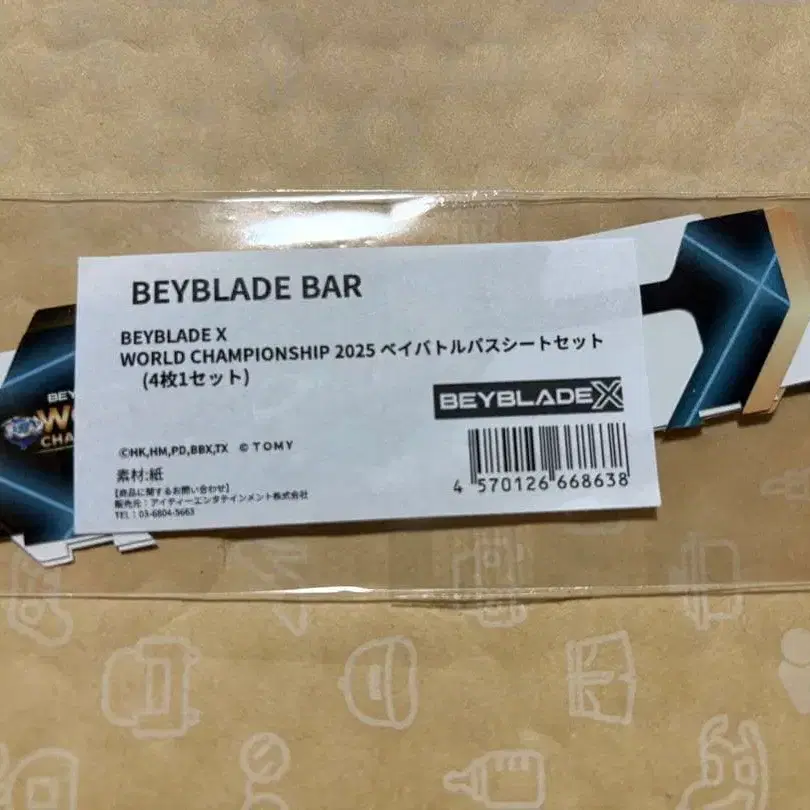 BEYBLADE BAR
BEYBLADE X
WORLD CHAMPIONSHIP 2025 ベイバトルパスシートセット
(4枚1セット)
BEYBLADE X
©HK,HM,PD,BBX,TX © TOMY
素材:紙
【商品に関するお問い合わせ】
販売元:アイティーエンタテインメント株式会社
TEL:03-6804-5663
4 570126 668638
BEY
WO
CHA